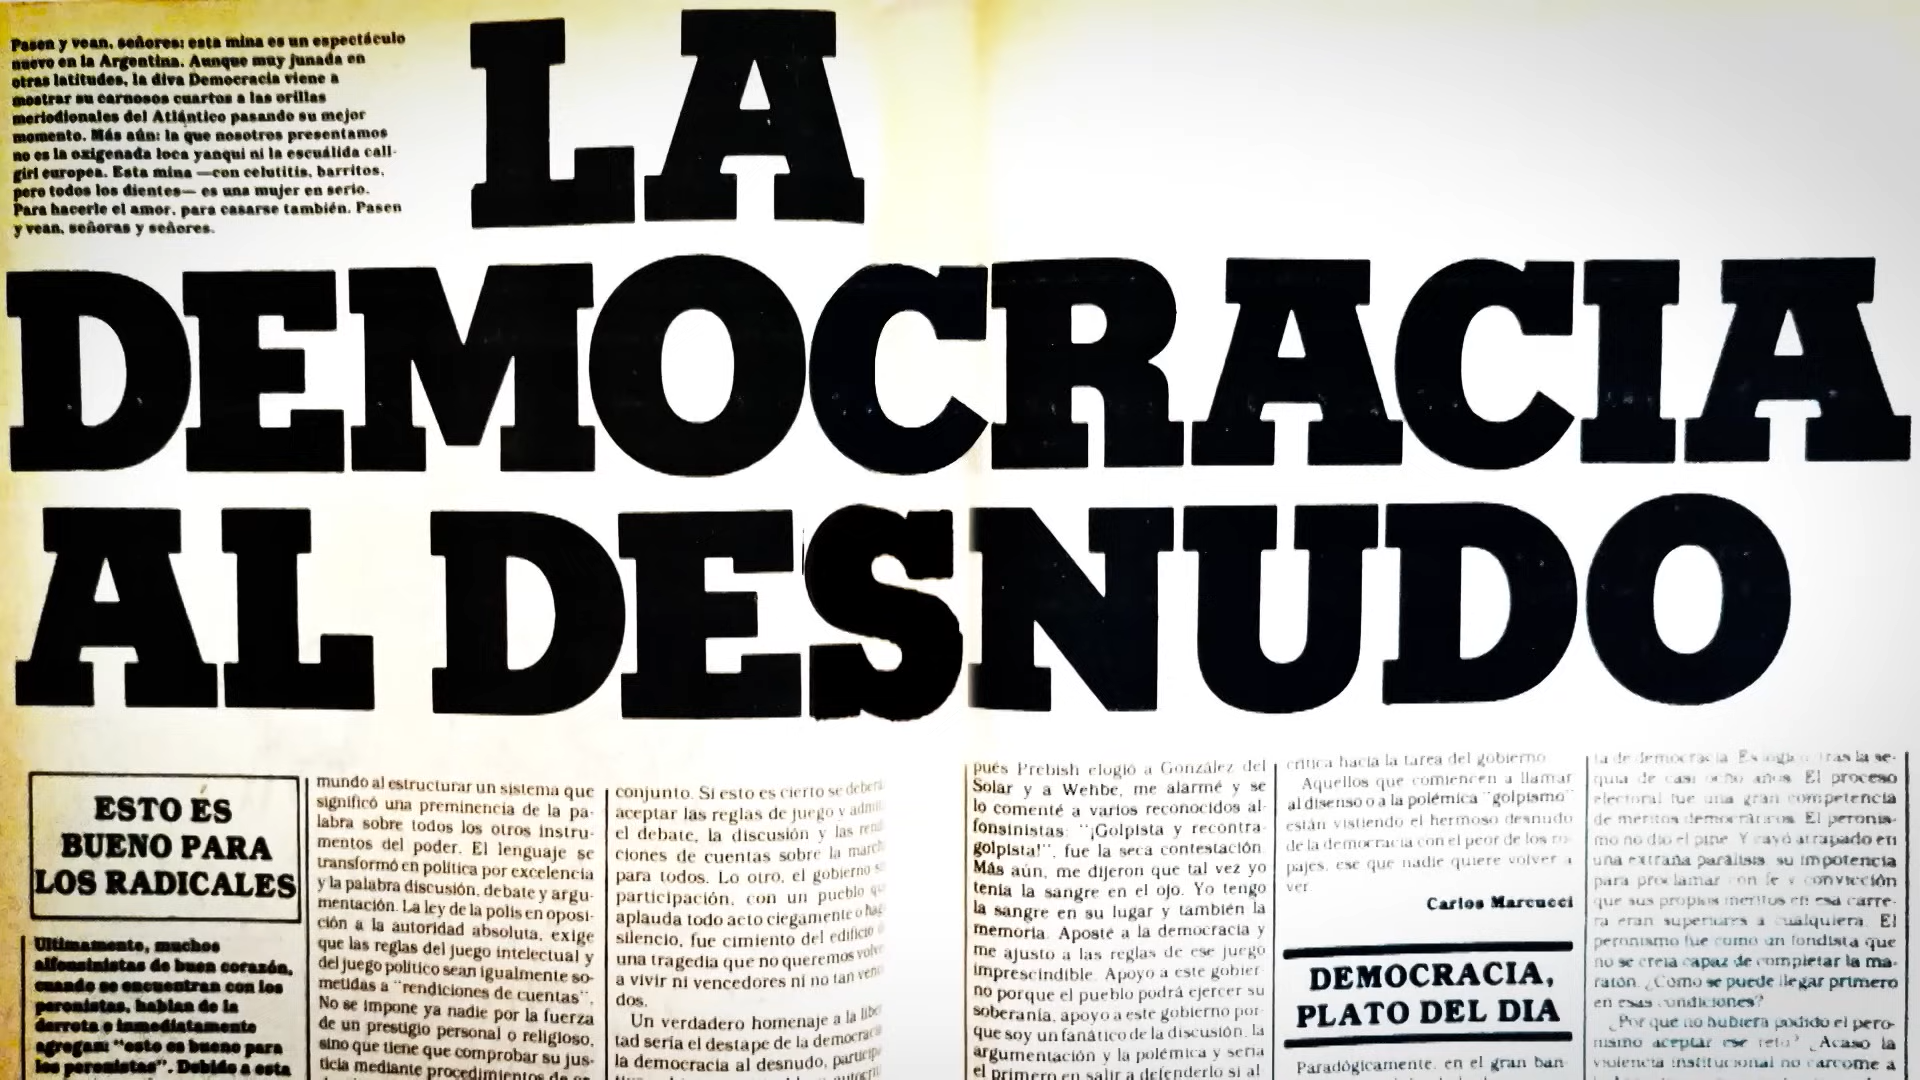 Pasen y vean, señores: esta mina es un espectáculo
nuevo en la Argentina. Aunque muy junada en
otras latitudes, la diva Democracia viene a
mostrar su carnosos cuartos a las orillas
meriodionales del Atlántico pasando su mejor
momento. Más aún: la que nosotros presentamos
no es la oxigenada loca yanqui ni la escuálida call-
girl europea. Esta mina —con celutitis, barritos,
pero todos los dientes— es una mujer en serio.
Para hacerle el amor, para casarse también. Pasen
y vean, señoras y señores.
LA
DEMOCRACIA
AL DESNUDO
ESTO ES
BUENO PARA
LOS RADICALES
Ultimamente, muchos
alfonsinistas de buen corazón,
cuando se encuentran con los
peronistas, hablan de la
derrota e inmediatamente
agregan: "esto es bueno para
los peronistas". Debido a esta
mundo al estructurar un sistema que
significó una preminencia de la pa-
labra sobre todos los otros instru-
mentos del poder. El lenguaje se
transformó en política por excelencia
y la palabra discusión, debate y argu-
mentación. La ley de la polis en oposi-
ción a la autoridad absoluta, exige
que las reglas del juego intelectual y
del juego político sean igualmente so-
metidas a "rendiciones de cuentas".
No se impone ya nadie por la fuerza
de un prestigio personal o religioso,
sino que tiene que comprobar su jus-
ticia mediante procedimientos de
conjunto. Si esto es cierto se
aceptar las reglas de juego y
el debate, la discusión y las
ciones de cuentas sobre la
para todos. Lo otro, el gobierno
participación, con un pueblo
aplauda todo acto ciegamente o
silencio, fue cimiento del edificio
una tragedia que no queremos
a vivir ni vencedores ni no tan
dos.
Un verdadero homenaje a la
tad sería el destape de la
la democracia al desnudo,
pués Prebish elogió a González del
Solar y a Wehbe, me alarmé y se
lo comenté a varios reconocidos al-
fonsinistas: "¡Golpista y recontra-
golpista!", fue la seca contestación.
Más aún, me dijeron que tal vez yo
tenía la sangre en el ojo. Yo tengo
la sangre en su lugar y también la
memoria. Aposté a la democracia y
me ajusto a las reglas de ese juego
imprescindible. Apoyo a este gobier-
no porque el pueblo podrá ejercer su
soberanía, apoyo a este gobierno por-
que soy un fanático de la discusión, la
argumentación y la polémica y sería
el primero en salir a defenderlo si al
crítica hacia la tarea del gobierno.
Aquellos que comiencen a llamar
al disenso o a la polémica "golpismo"
están vistiendo el hermoso desnudo
de la democracia con el peor de los ro-
pajes, ese que nadie quiere volver a
ver.
Carlos Marcucci
DEMOCRACIA,
PLATO DEL DIA
Paradógicamente, en el gran ban-
ta de democracia. Es lógico tras la se-
quía de casi ocho años. El proceso
electoral fue una gran competencia
de méritos democráticos. El peronis-
mo no dio el pine. Y cayó atrapado en
una extraña parálisis, su impotencia
para proclamar con fe y convicción
que sus propios méritos en esa carre-
ra eran superiores a cualquiera. El
peronismo fue como un fondista que
no se creía capaz de completar la ma-
ratón. ¿Cómo se puede llegar primero
en esas condiciones?
¿Por qué no hubiera podido el pero-
nismo aceptar ese reto? ¿Acaso la
violencia institucional no carcome a